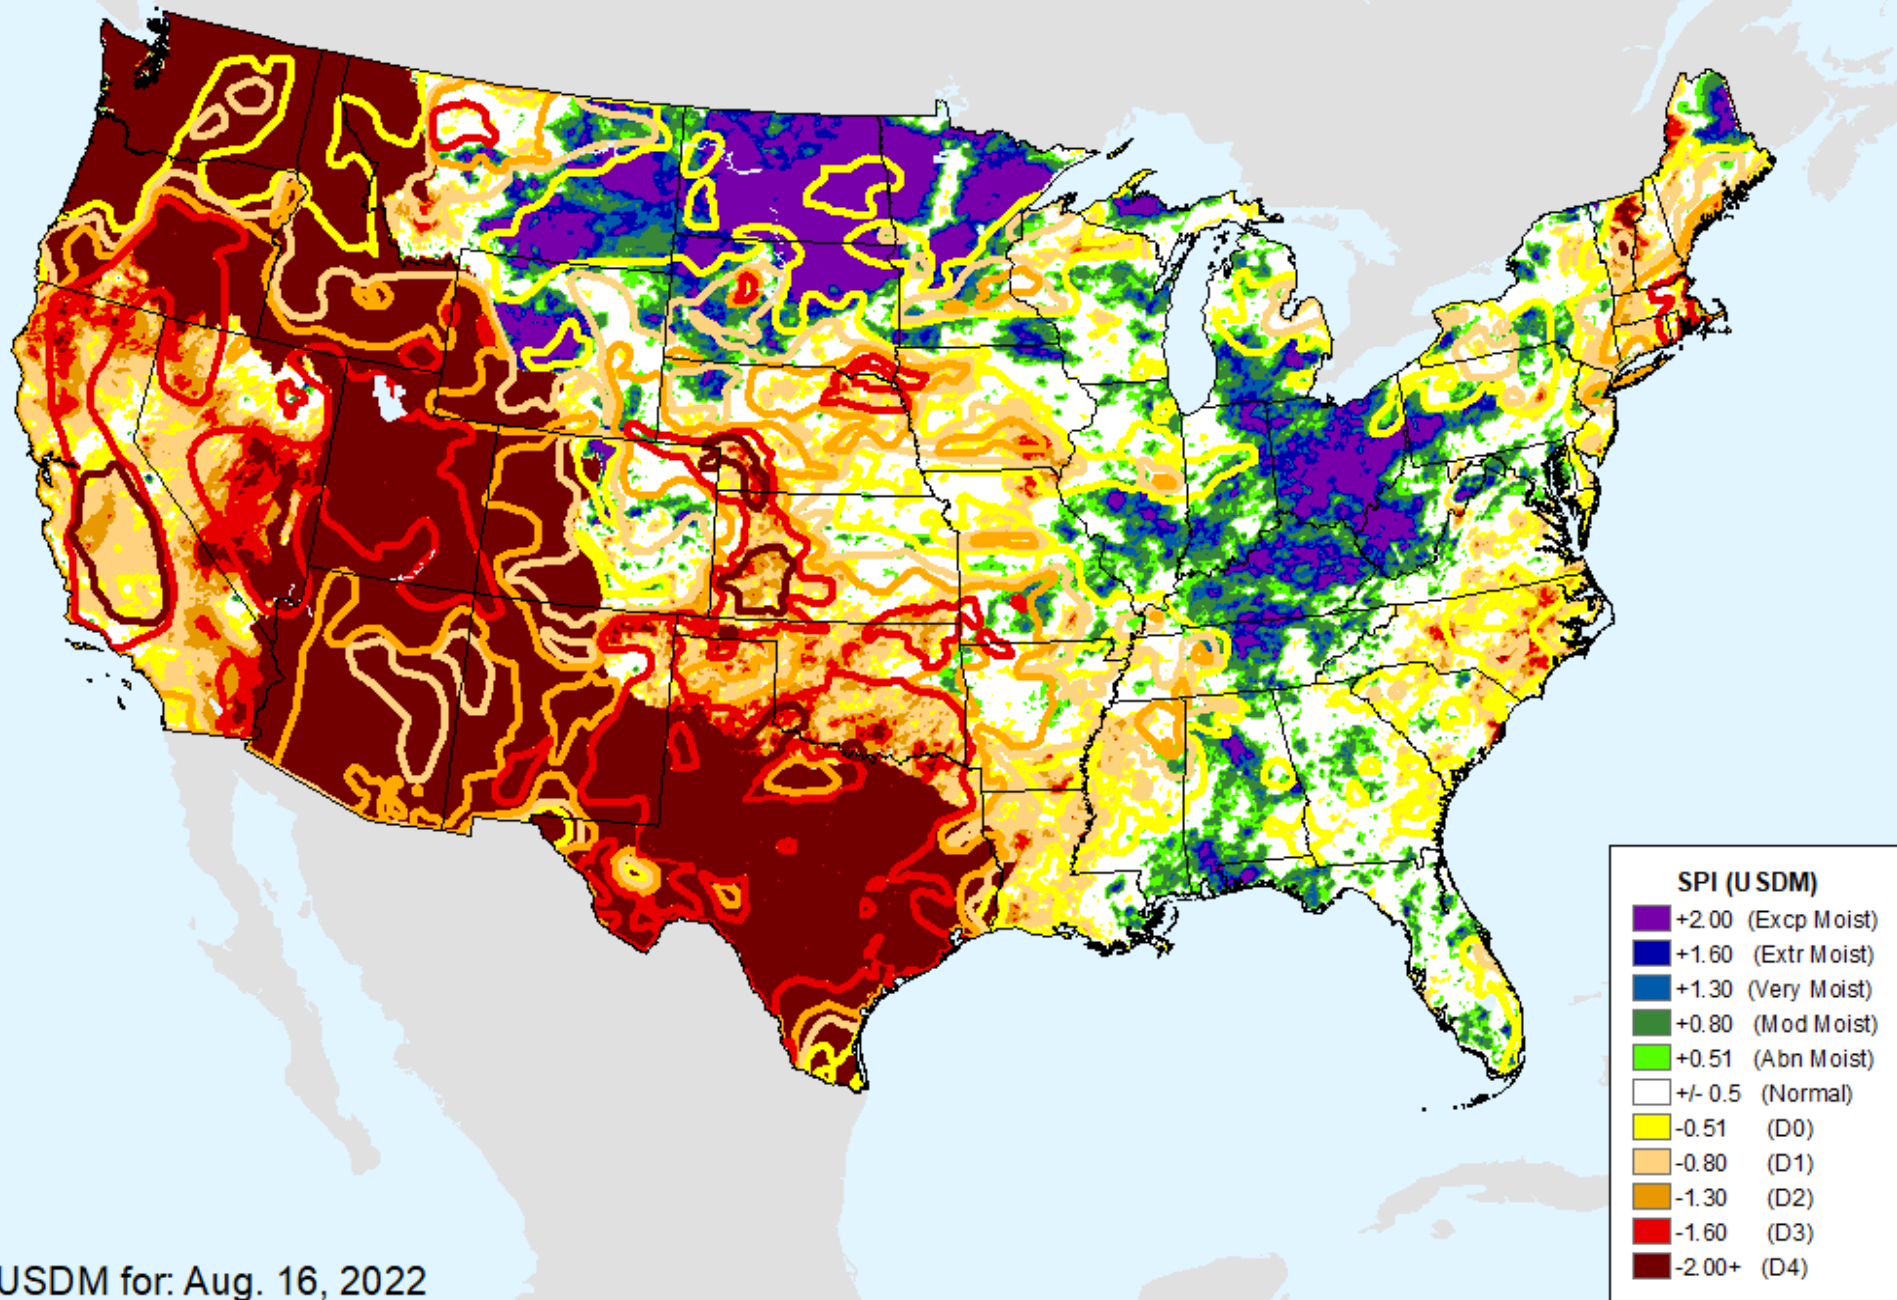 SPI (USDM)
+2.00 (Excp Moist)
+1.60 (Extr Moist)
+1.30 (Very Moist)
+0.80 (Mod Moist)
+0.51 (Abn Moist)
+/- 0.5 (Normal)
-0.51 (D0)
-0.80 (D1)
-1.30 (D2)
-1.60 (D3)
-2.00+ (D4)
USDM for: Aug. 16, 2022